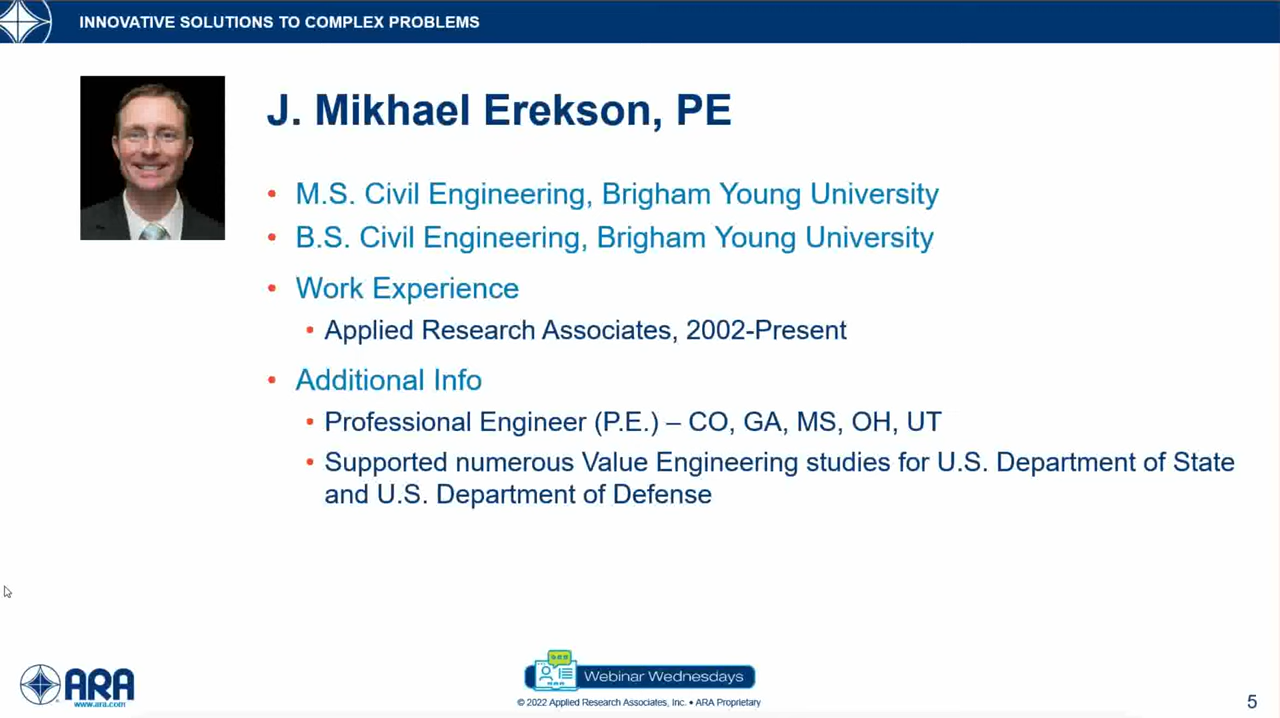 INNOVATIVE SOLUTIONS TO COMPLEX PROBLEMS
J. Mikhael Erekson, PE
• M.S. Civil Engineering, Brigham Young University
• B.S. Civil Engineering, Brigham Young University
• Work Experience
• Applied Research Associates, 2002-Present
• Additional Info
• Professional Engineer (P.E.) – CO, GA, MS, OH, UT
• Supported numerous Value Engineering studies for U.S. Department of State
and U.S. Department of Defense
ARA
www.ara.com
Webinar Wednesdays
© 2022 Applied Research Associates, Inc. • ARA Proprietary
5